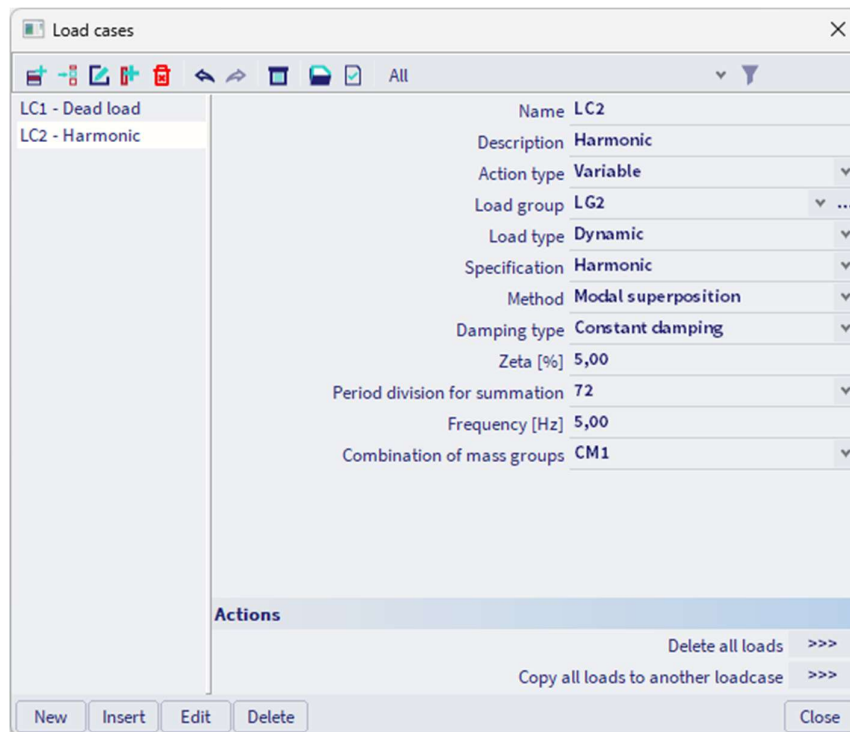 Load cases
All
LC1 - Dead load
LC2 - Harmonic
Name LC2
Description Harmonic
Action type Variable
Load group LG2 ...
Load type Dynamic
Specification Harmonic
Method Modal superposition
Damping type Constant damping
Zeta [%] 5,00
Period division for summation 72
Frequency [Hz] 5,00
Combination of mass groups CM1
Actions
Delete all loads >>>
Copy all loads to another loadcase >>>
New Insert Edit Delete Close